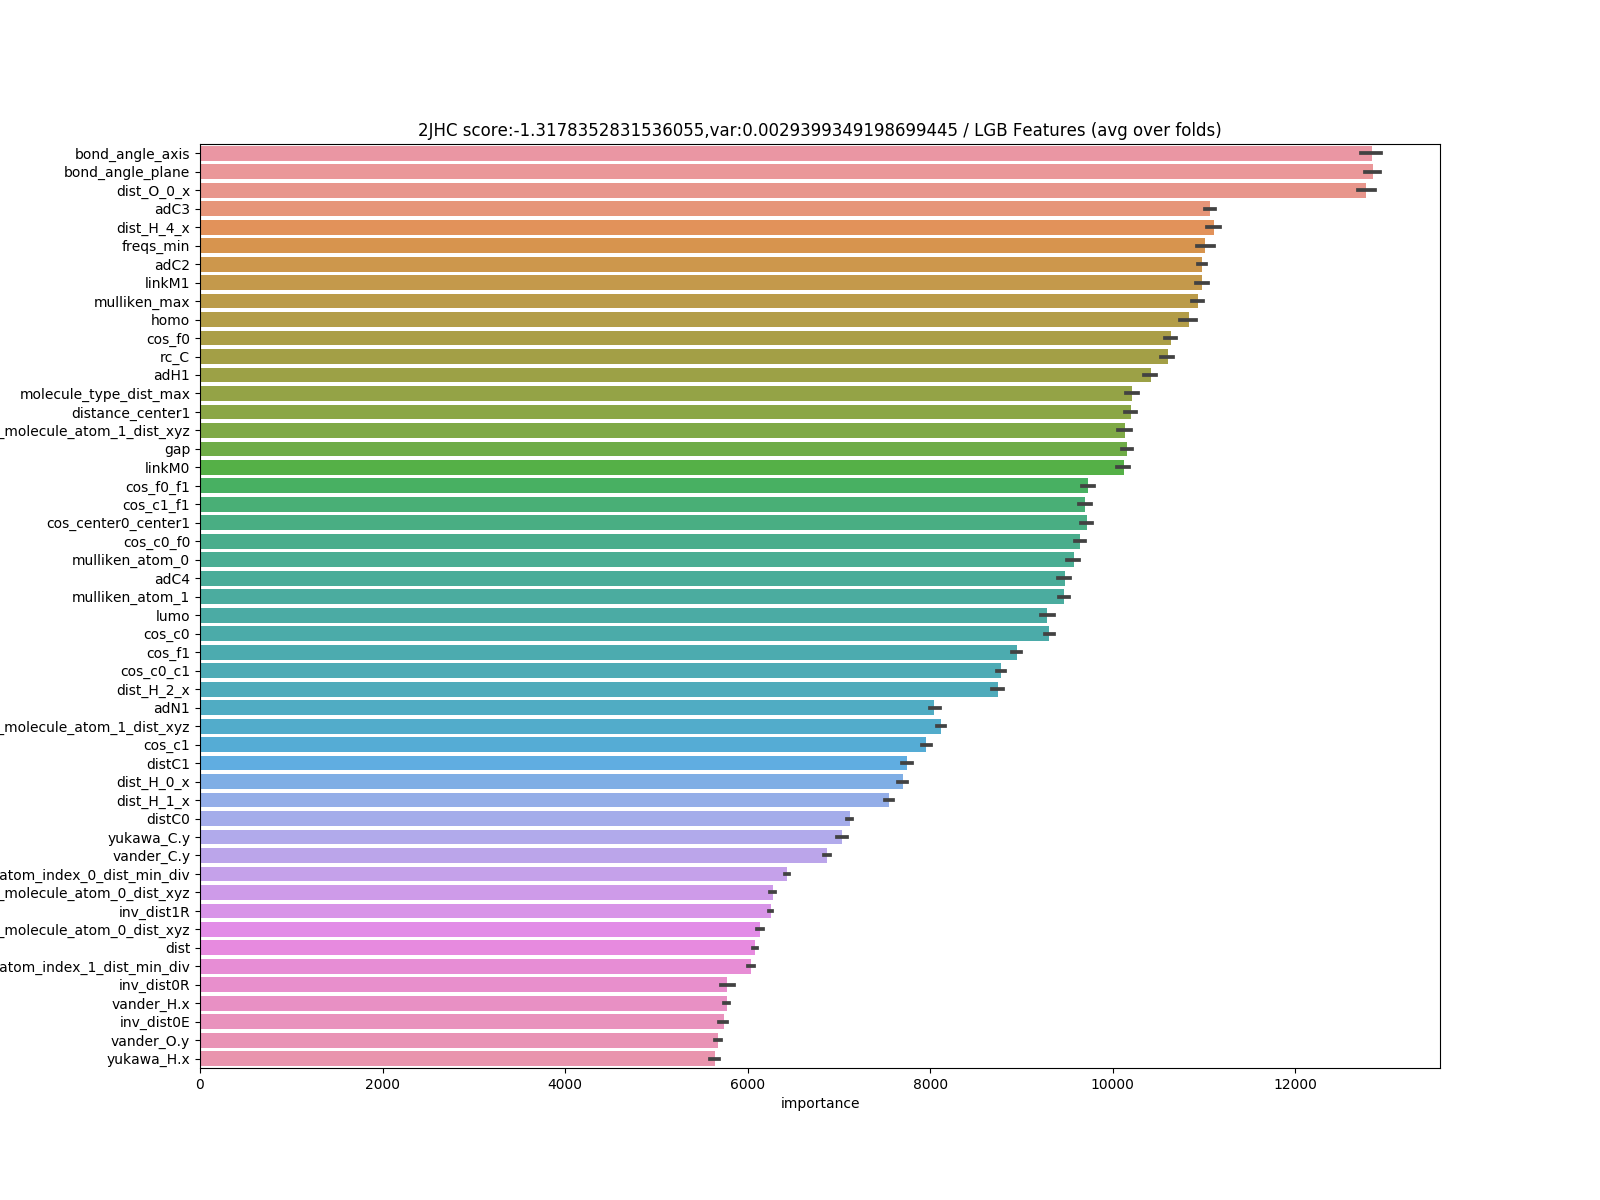 2JHC score:-1.3178352831536055,var:0.0029399349198699445 / LGB Features (avg over folds)
bond_angle_axis
bond_angle_plane
dist_O_0_x
adC3
dist_H_4_x
freqs_min
adC2
linkM1
mulliken_max
homo
cos_f0
rc_C
adH1
molecule_type_dist_max
distance_center1
_molecule_atom_1_dist_xyz
gap
linkM0
cos_f0_f1
cos_c1_f1
cos_center0_center1
cos_c0_f0
mulliken_atom_0
adC4
mulliken_atom_1
lumo
cos_c0
cos_f1
cos_c0_c1
dist_H_2_x
adN1
_molecule_atom_1_dist_xyz
cos_c1
distC1
dist_H_0_x
dist_H_1_x
distC0
yukawa_C.y
vander_C.y
atom_index_0_dist_min_div
_molecule_atom_0_dist_xyz
inv_dist1R
_molecule_atom_0_dist_xyz
dist
atom_index_1_dist_min_div
inv_dist0R
vander_H.x
inv_dist0E
vander_O.y
yukawa_H.x
0 2000 4000 6000 8000 10000 12000
importance